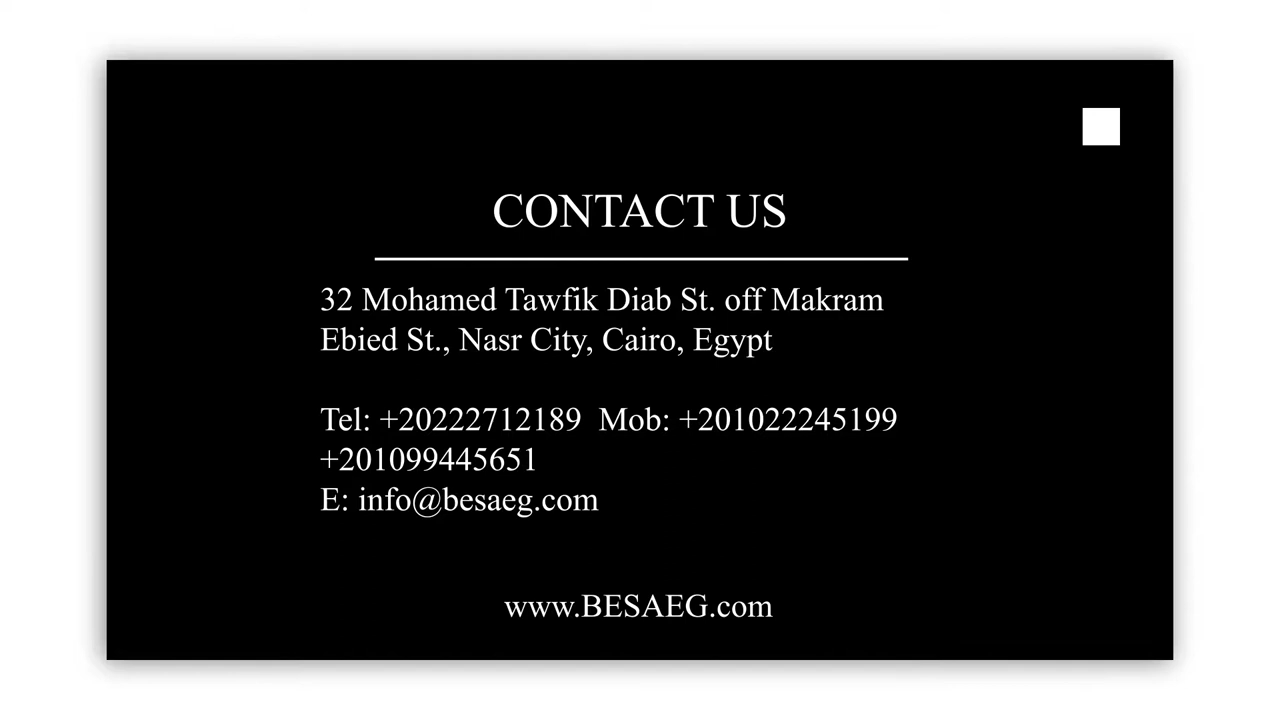 CONTACT US
32 Mohamed Tawfik Diab St. off Makram
Ebied St., Nasr City, Cairo, Egypt
Tel: +20222712189  Mob: +201022245199
+201099445651
E: info@besaeg.com
www.BESAEG.com